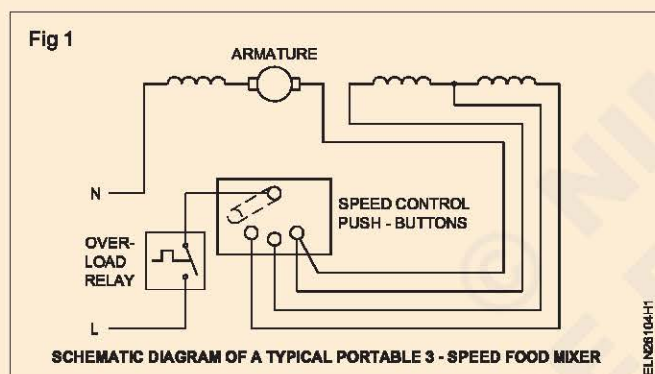 Fig 1
ARMATURE
N
SPEED CONTROL
PUSH - BUTTONS
OVER-
LOAD
RELAY
L
SCHEMATIC DIAGRAM OF A TYPICAL PORTABLE 3 - SPEED FOOD MIXER
ELN26104H1
© NI